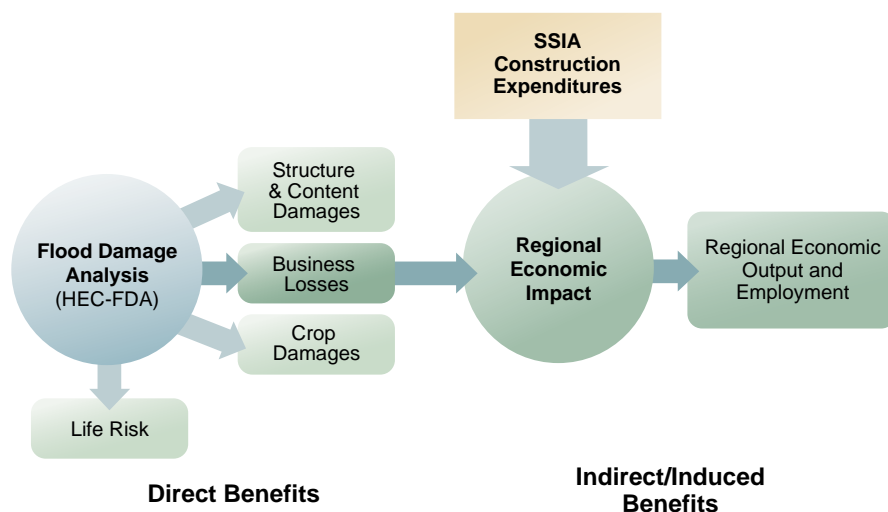 SSIA
Construction
Expenditures
Structure
& Content
Damages
Flood Damage
Analysis
(HEC-FDA)
Business
Losses
Regional
Economic
Impact
Regional Economic
Output and
Employment
Crop
Damages
Life Risk
Direct Benefits
Indirect/Induced
Benefits